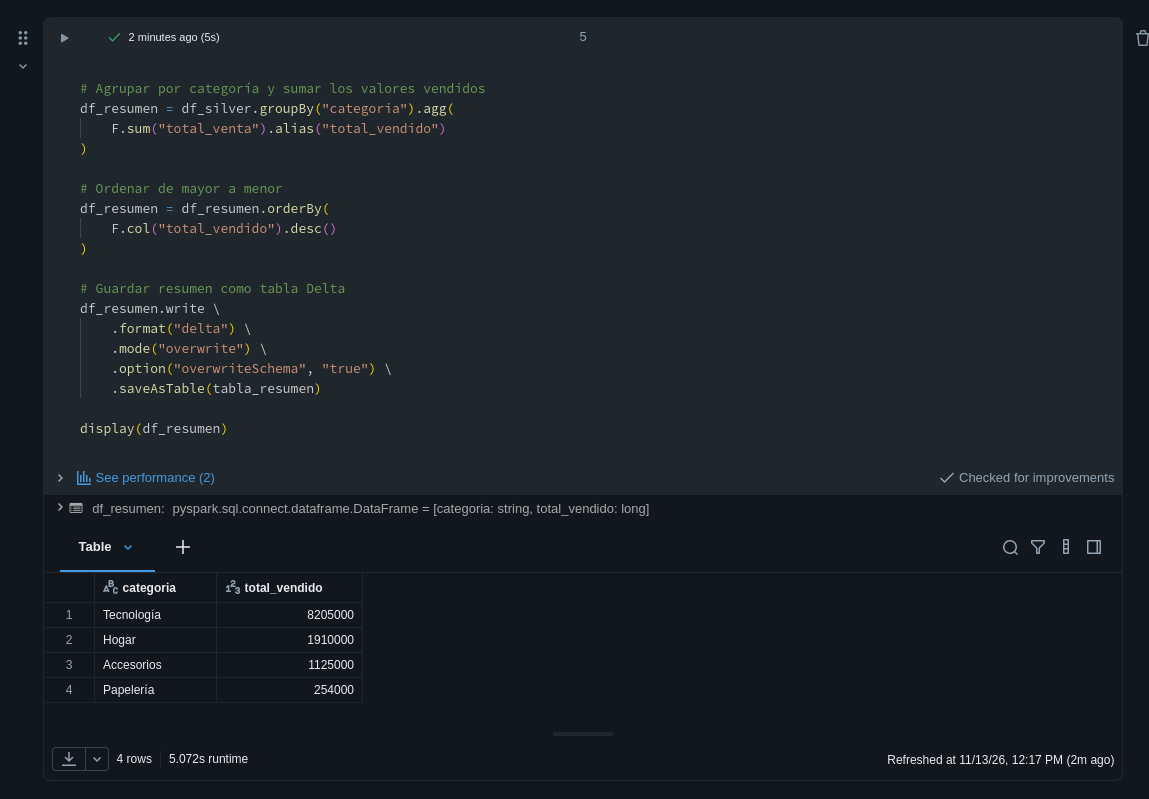 2 minutes ago (5s)
5
# Agrupar por categoría y sumar los valores vendidos
df_resumen = df_silver.groupBy("categoria").agg(
    F.sum("total_venta").alias("total_vendido")
)
# Ordenar de mayor a menor
df_resumen = df_resumen.orderBy(
    F.col("total_vendido").desc()
)
# Guardar resumen como tabla Delta
df_resumen.write \
    .format("delta") \
    .mode("overwrite") \
    .option("overwriteSchema", "true") \
    .saveAsTable(tabla_resumen)
display(df_resumen)
See performance (2)
Checked for improvements
df_resumen: pyspark.sql.connect.dataframe.DataFrame = [categoria: string, total_vendido: long]
Table
categoria total_vendido
1 Tecnología 8205000
2 Hogar 1910000
3 Accesorios 1125000
4 Papelería 254000
4 rows 5.072s runtime
Refreshed at 11/13/26, 12:17 PM (2m ago)